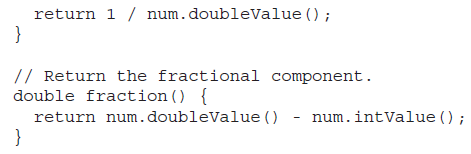 return 1 / num.doubleValue();
}

// Return the fractional component.
double fraction() {
  return num.doubleValue() - num.intValue();
}